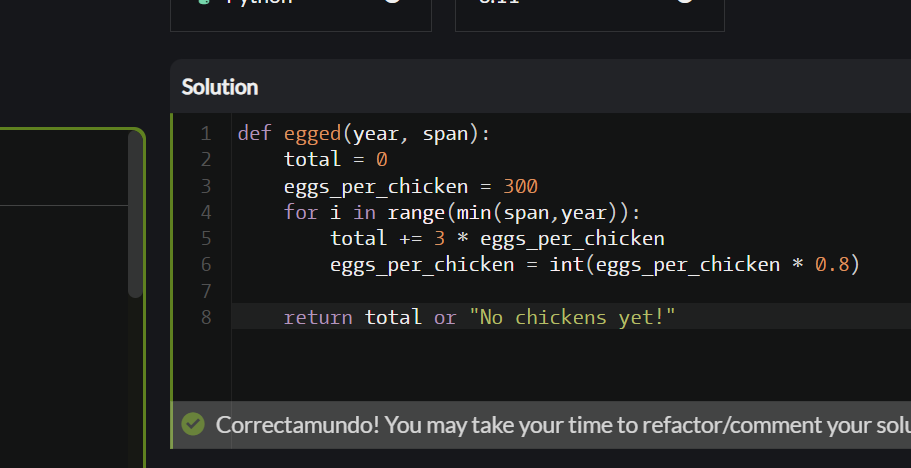 Python
3.11
Solution
1 def egged(year, span):
2     total = 0
3     eggs_per_chicken = 300
4     for i in range(min(span,year)):
5         total += 3 * eggs_per_chicken
6         eggs_per_chicken = int(eggs_per_chicken * 0.8)
7
8     return total or "No chickens yet!"
Correctamundo! You may take your time to refactor/comment your solu